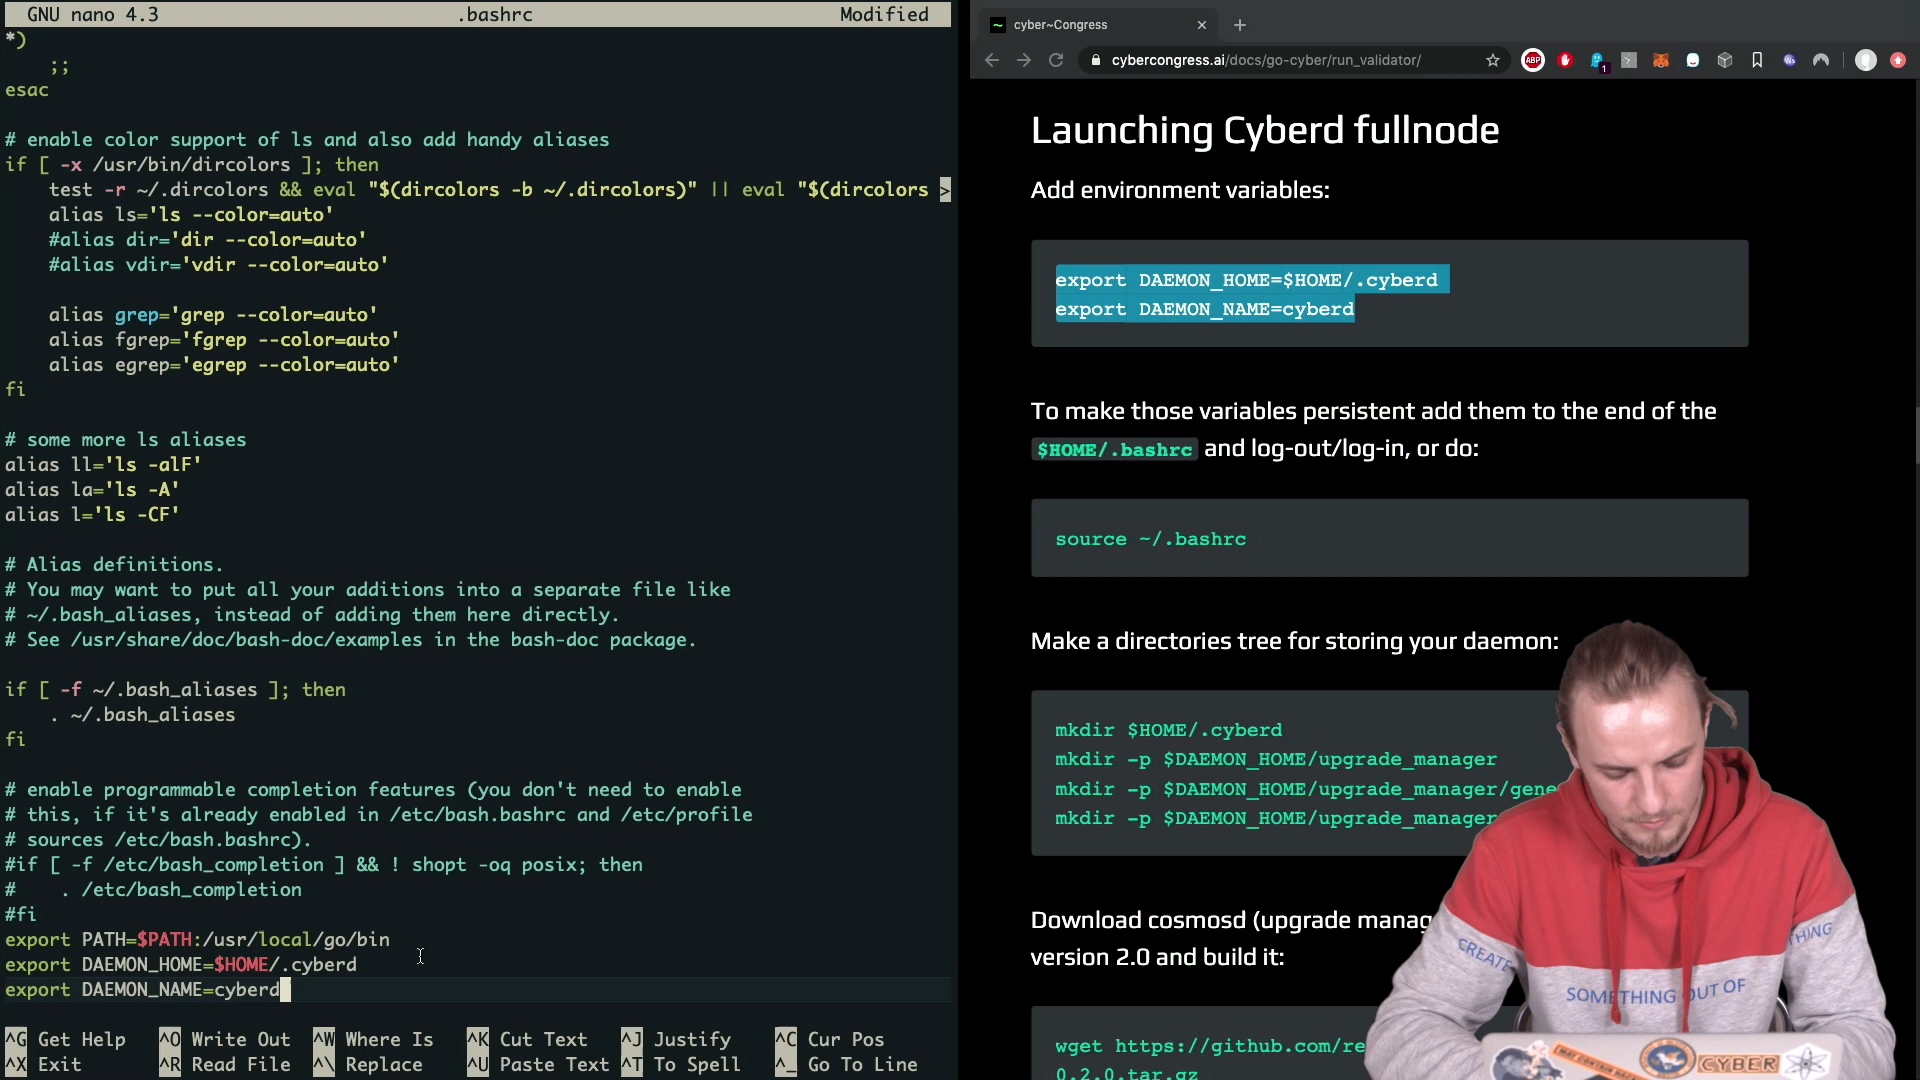 GNU nano 4.3 .bashrc Modified
*)
;;
esac
# enable color support of ls and also add handy aliases
if [ -x /usr/bin/dircolors ]; then
test -r ~/.dircolors && eval "$(dircolors -b ~/.dircolors)" || eval "$(dircolors >
alias ls='ls --color=auto'
#alias dir='dir --color=auto'
#alias vdir='vdir --color=auto'
alias grep='grep --color=auto'
alias fgrep='fgrep --color=auto'
alias egrep='egrep --color=auto'
fi
# some more ls aliases
alias ll='ls -alF'
alias la='ls -A'
alias l='ls -CF'
# Alias definitions.
# You may want to put all your additions into a separate file like
# ~/.bash_aliases, instead of adding them here directly.
# See /usr/share/doc/bash-doc/examples in the bash-doc package.
if [ -f ~/.bash_aliases ]; then
. ~/.bash_aliases
fi
# enable programmable completion features (you don't need to enable
# this, if it's already enabled in /etc/bash.bashrc and /etc/profile
# sources /etc/bash.bashrc).
#if [ -f /etc/bash_completion ] && ! shopt -oq posix; then
# . /etc/bash_completion
#fi
export PATH=$PATH:/usr/local/go/bin
export DAEMON_HOME=$HOME/.cyberd
export DAEMON_NAME=cyberd
^G Get Help ^O Write Out ^W Where Is ^K Cut Text ^J Justify ^C Cur Pos
^X Exit ^R Read File ^\ Replace ^U Paste Text ^T To Spell ^_ Go To Line
cyber~Congress
cybercongress.ai/docs/go-cyber/run_validator/
ABP
1
Launching Cyberd fullnode
Add environment variables:
export DAEMON_HOME=$HOME/.cyberd
export DAEMON_NAME=cyberd
To make those variables persistent add them to the end of the
$HOME/.bashrc and log-out/log-in, or do:
source ~/.bashrc
Make a directories tree for storing your daemon:
mkdir $HOME/.cyberd
mkdir -p $DAEMON_HOME/upgrade_manager
mkdir -p $DAEMON_HOME/upgrade_manager/gene
mkdir -p $DAEMON_HOME/upgrade_manager
Download cosmosd (upgrade manag
version 2.0 and build it:
wget https://github.com/re
0.2.0.tar.gz
CREATE
SOMETHING OUT OF
THING
CYBER